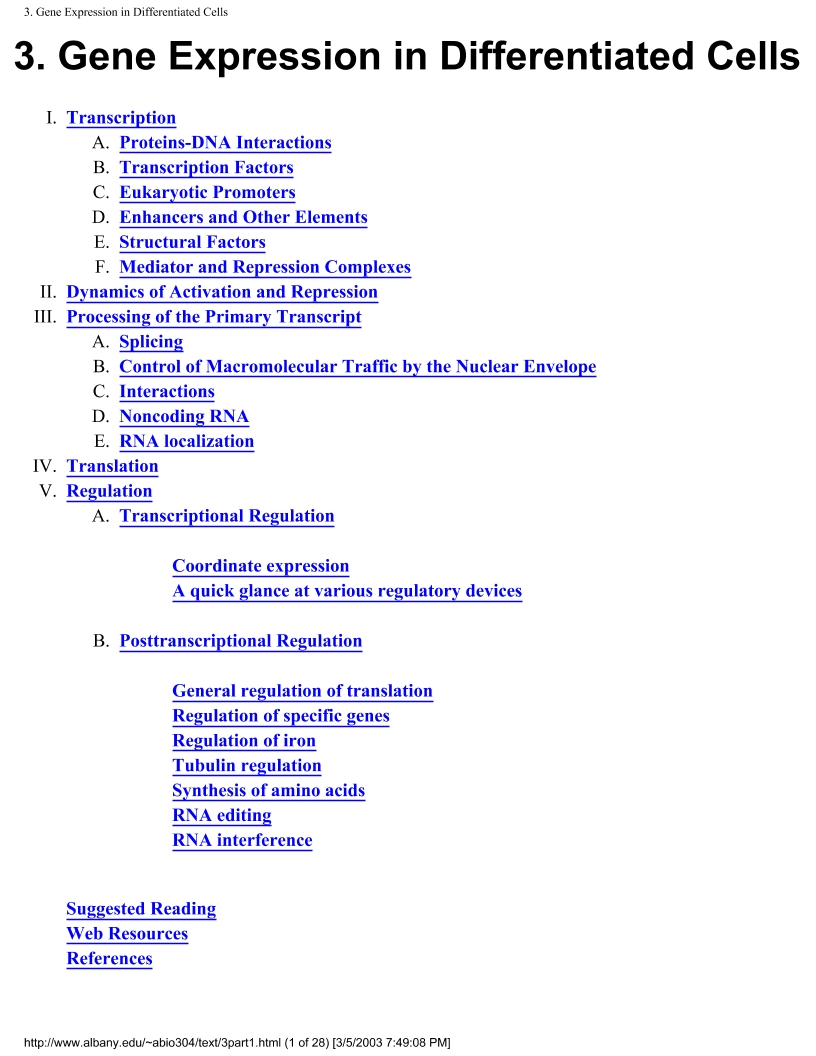 3. Gene Expression in Differentiated Cells
3. Gene Expression in Differentiated Cells
I. Transcription
A. Proteins-DNA Interactions
B. Transcription Factors
C. Eukaryotic Promoters
D. Enhancers and Other Elements
E. Structural Factors
F. Mediator and Repression Complexes
II. Dynamics of Activation and Repression
III. Processing of the Primary Transcript
A. Splicing
B. Control of Macromolecular Traffic by the Nuclear Envelope
C. Interactions
D. Noncoding RNA
E. RNA localization
IV. Translation
V. Regulation
A. Transcriptional Regulation
Coordinate expression
A quick glance at various regulatory devices
B. Posttranscriptional Regulation
General regulation of translation
Regulation of specific genes
Regulation of iron
Tubulin regulation
Synthesis of amino acids
RNA editing
RNA interference
Suggested Reading
Web Resources
References
http://www.albany.edu/~abio304/text/3part1.html (1 of 28) [3/5/2003 7:49:08 PM]